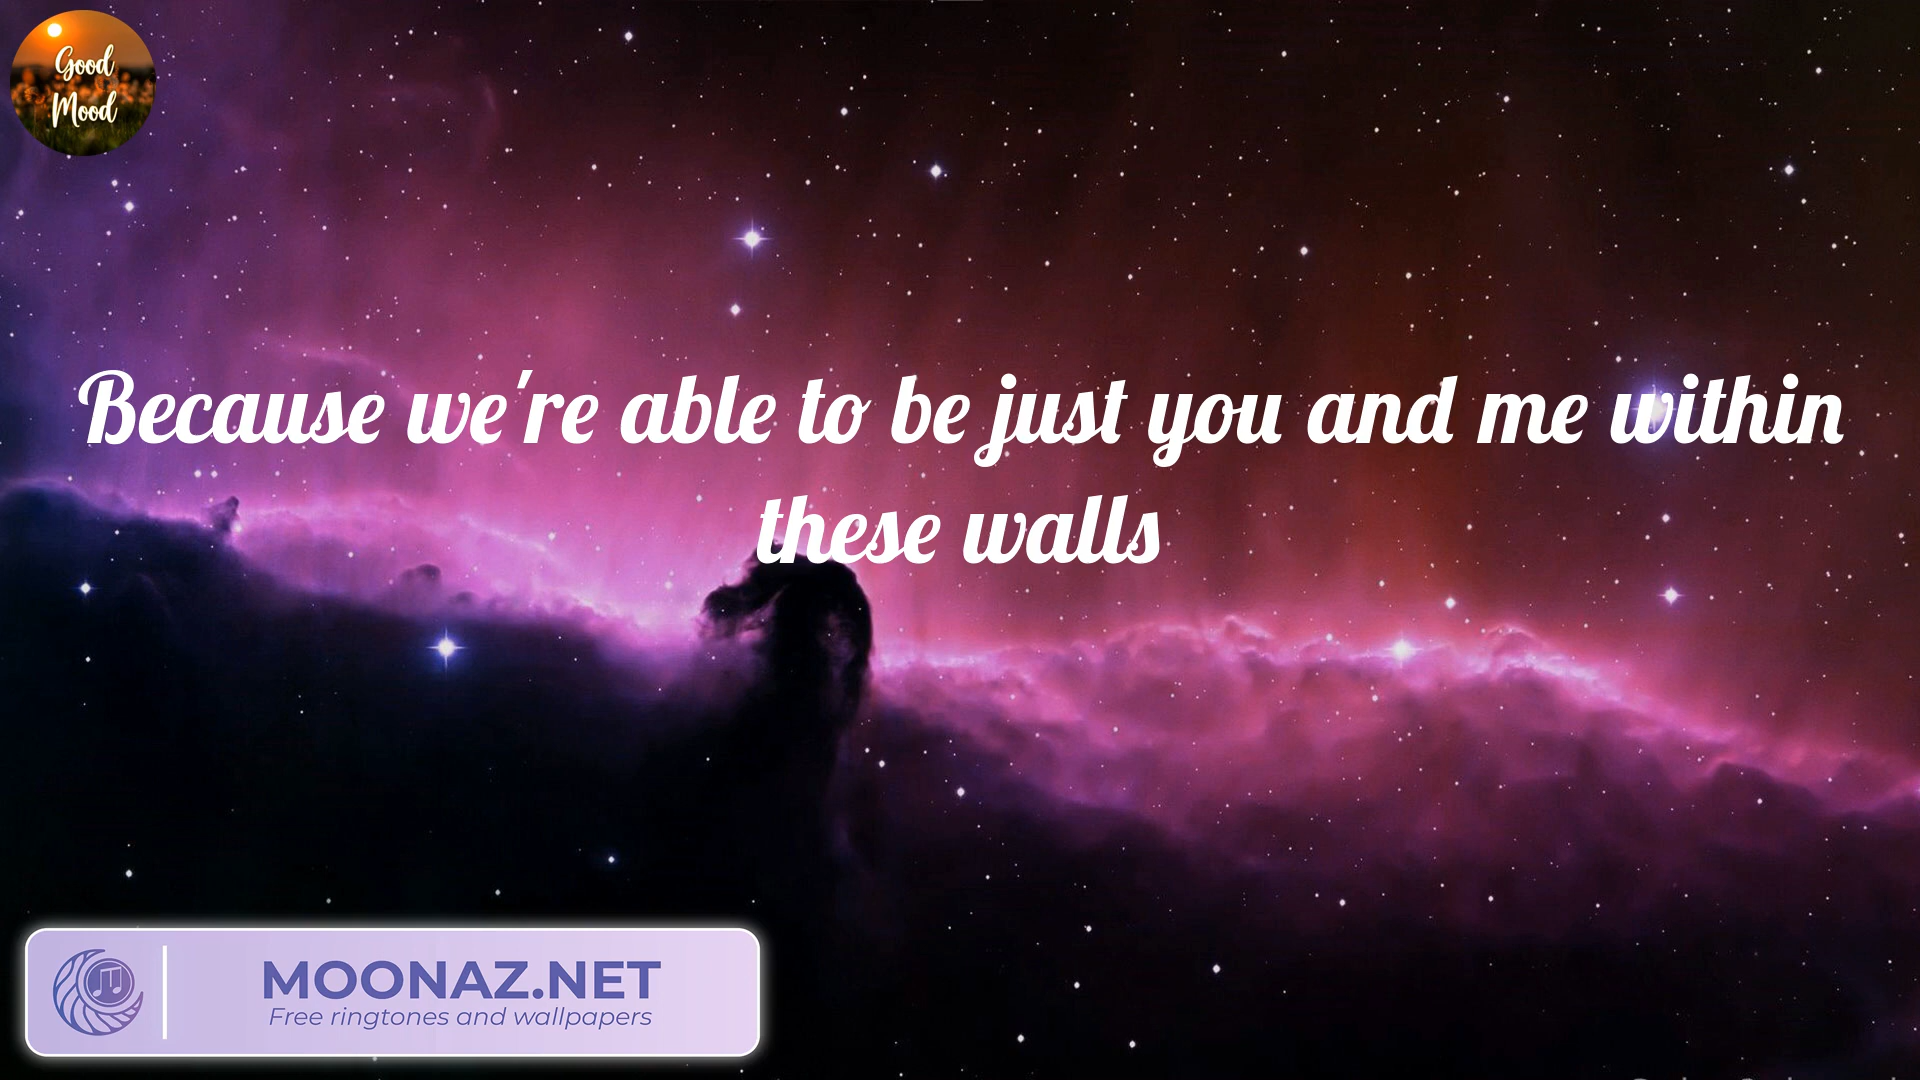 Good
Mood
Because we're able to be just you and me within
these walls
MOONAZ.NET
Free ringtones and wallpapers